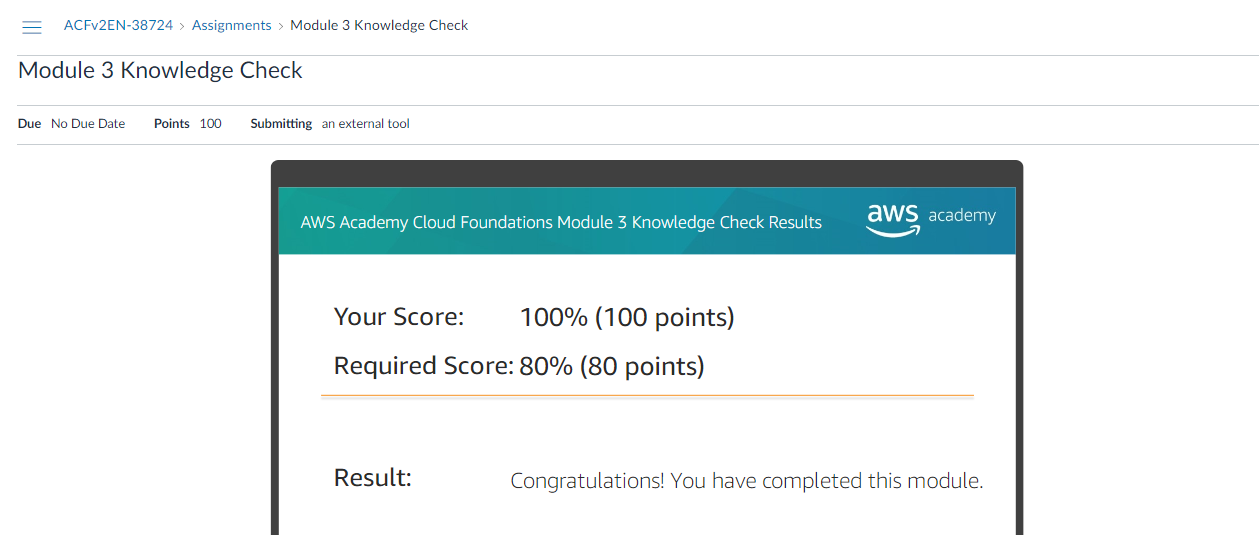 ACFv2EN-38724 › Assignments › Module 3 Knowledge Check
Module 3 Knowledge Check
Due No Due Date Points 100 Submitting an external tool
AWS Academy Cloud Foundations Module 3 Knowledge Check Results aws academy
Your Score: 100% (100 points)
Required Score: 80% (80 points)
Result: Congratulations! You have completed this module.